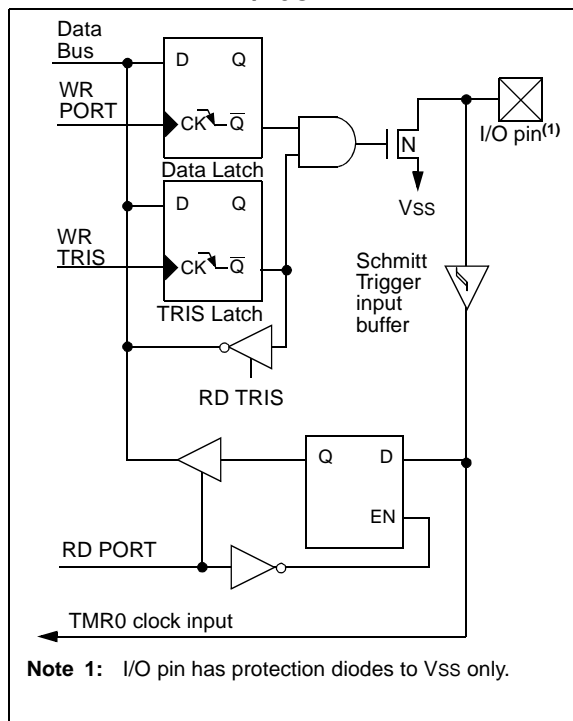 Data
Bus
D Q
WR
PORT
CK Q
Data Latch
N
I/O pin(1)
VSS
D Q
WR
TRIS
CK Q
TRIS Latch
Schmitt
Trigger
input
buffer
RD TRIS
Q D
EN
RD PORT
TMR0 clock input
Note 1: I/O pin has protection diodes to VSS only.